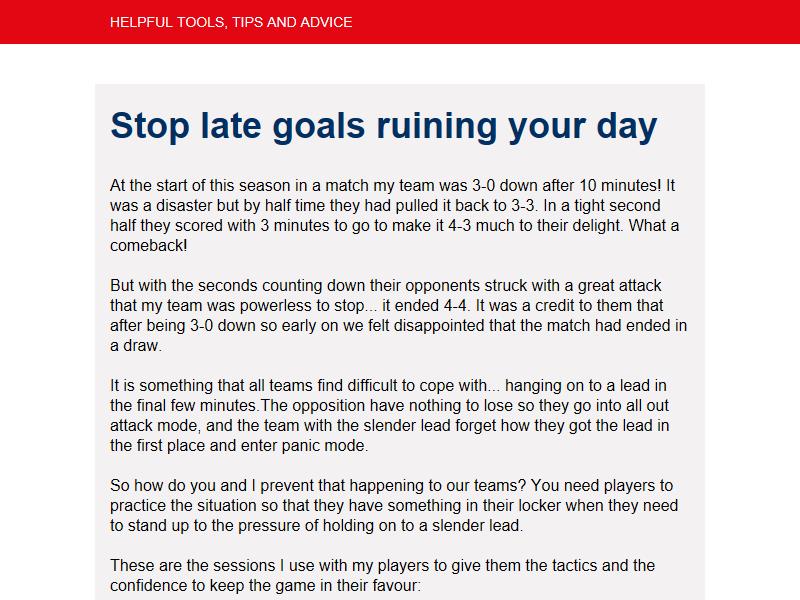 HELPFUL TOOLS, TIPS AND ADVICE
Stop late goals ruining your day
At the start of this season in a match my team was 3-0 down after 10 minutes! It
was a disaster but by half time they had pulled it back to 3-3. In a tight second
half they scored with 3 minutes to go to make it 4-3 much to their delight. What a
comeback!
But with the seconds counting down their opponents struck with a great attack
that my team was powerless to stop... it ended 4-4. It was a credit to them that
after being 3-0 down so early on we felt disappointed that the match had ended in
a draw.
It is something that all teams find difficult to cope with... hanging on to a lead in
the final few minutes.The opposition have nothing to lose so they go into all out
attack mode, and the team with the slender lead forget how they got the lead in
the first place and enter panic mode.
So how do you and I prevent that happening to our teams? You need players to
practice the situation so that they have something in their locker when they need
to stand up to the pressure of holding on to a slender lead.
These are the sessions I use with my players to give them the tactics and the
confidence to keep the game in their favour: